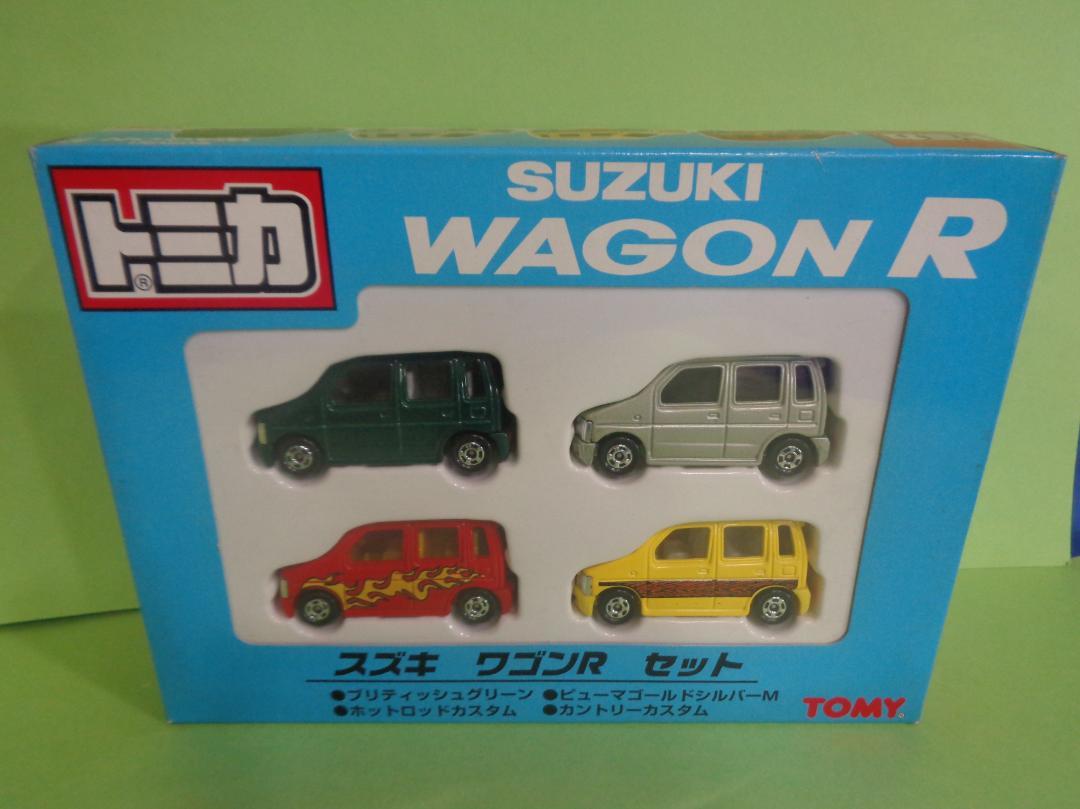 トミカ®
SUZUKI
WAGON R
スズキ ワゴンR セット
●ブリティッシュグリーン ●ピューマゴールドシルバーM
●ホットロッドカスタム ●カントリーカスタム
TOMY.